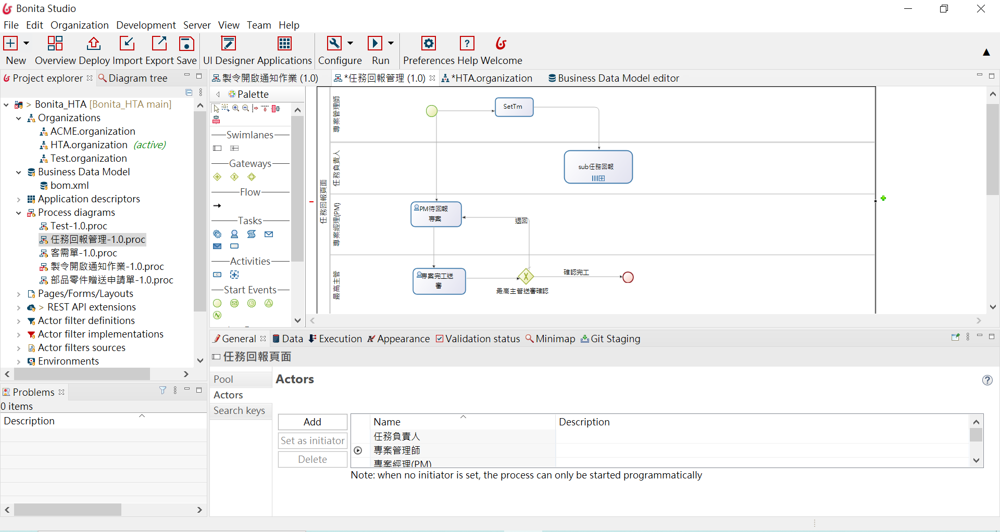 Bonita Studio
File Edit Organization Development Server View Team Help
New Overview Deploy Import Export Save UI Designer Applications Configure Run Preferences Help Welcome
Project explorer
Diagram tree
> Bonita_HTA [Bonita_HTA main]
Organizations
ACME.organization
HTA.organization (active)
Test.organization
Business Data Model
bom.xml
Application descriptors
Process diagrams
Test-1.0.proc
任務回報管理-1.0.proc
客需單-1.0.proc
製令開啟通知作業-1.0.proc
部品零件贈送申請單-1.0.proc
Pages/Forms/Layouts
> REST API extensions
Actor filter definitions
Actor filter implementations
Actor filters sources
Environments
Problems
0 items
Description
製令開啟通知作業 (1.0)
*任務回報管理 (1.0)
*HTA.organization
Business Data Model editor
Palette
Swimlanes
Gateways
Flow
Tasks
Activities
Start Events
任務回報頁面
專案管理師
SetTm
任務負責人
sub任務回報
專案經理(PM)
PM待回報
專案
退回
最高主管
專案完工送
審
最高主管送審確認
確認完工
General Data Execution Appearance Validation status Minimap Git Staging
任務回報頁面
Pool
Actors
Search keys
Actors
Add
Set as initiator
Delete
Name Description
任務負責人
專案管理師
專案經理(PM)
Note: when no initiator is set, the process can only be started programmatically